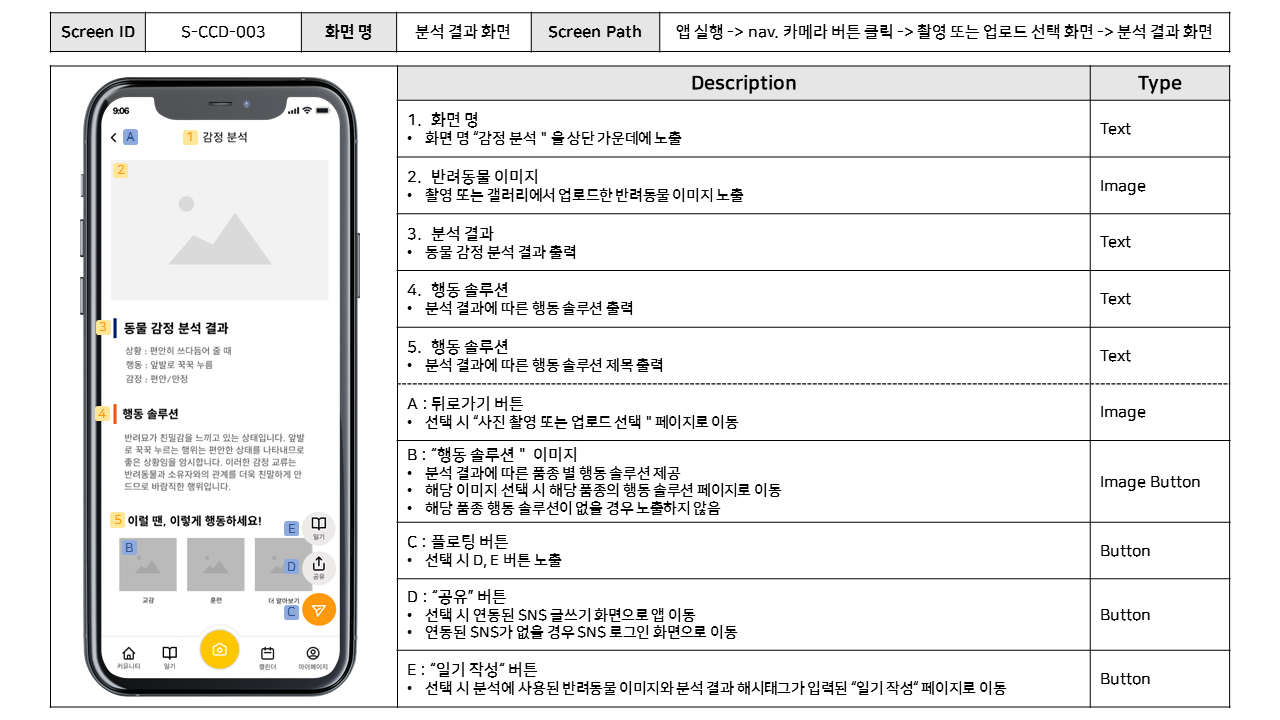 Screen ID S-CCD-003 화면 명 분석 결과 화면 Screen Path 앱 실행 -> nav. 카메라 버튼 클릭 -> 촬영 또는 업로드 선택 화면 -> 분석 결과 화면
9:06
A 1 감정 분석
2
3 동물 감정 분석 결과
상황 : 편안히 쓰다듬어 줄 때
행동 : 앞발로 꾹꾹 누름
감정 : 편안/안정
4 행동 솔루션
반려묘가 친밀감을 느끼고 있는 상태입니다. 앞발
로 꾹꾹 누르는 행위는 편안한 상태를 나타내므로
좋은 상황임을 암시합니다. 이러한 감정 교류는
반려동물과 소유자와의 관계를 더욱 친말하게 만
드므로 바람직한 행위입니다.
5 이럴 땐, 이렇게 행동하세요!
E
일기
B
D
공유
교감 훈련 더 알아보기
C
커뮤니티 일기 캘린더 마이페이지
Description Type
1. 화면 명
• 화면 명 "감정 분석 " 을 상단 가운데에 노출
Text
2. 반려동물 이미지
• 촬영 또는 갤러리에서 업로드한 반려동물 이미지 노출
Image
3. 분석 결과
• 동물 감정 분석 결과 출력
Text
4. 행동 솔루션
• 분석 결과에 따른 행동 솔루션 출력
Text
5. 행동 솔루션
• 분석 결과에 따른 행동 솔루션 제목 출력
Text
A : 뒤로가기 버튼
• 선택 시 "사진 촬영 또는 업로드 선택 " 페이지로 이동
Image
B : "행동 솔루션 " 이미지
• 분석 결과에 따른 품종 별 행동 솔루션 제공
• 해당 이미지 선택 시 해당 품종의 행동 솔루션 페이지로 이동
• 해당 품종 행동 솔루션이 없을 경우 노출하지 않음
Image Button
C : 플로팅 버튼
• 선택 시 D, E 버튼 노출
Button
D : "공유" 버튼
• 선택 시 연동된 SNS 글쓰기 화면으로 앱 이동
• 연동된 SNS가 없을 경우 SNS 로그인 화면으로 이동
Button
E : "일기 작성" 버튼
• 선택 시 분석에 사용된 반려동물 이미지와 분석 결과 해시태그가 입력된 "일기 작성" 페이지로 이동
Button